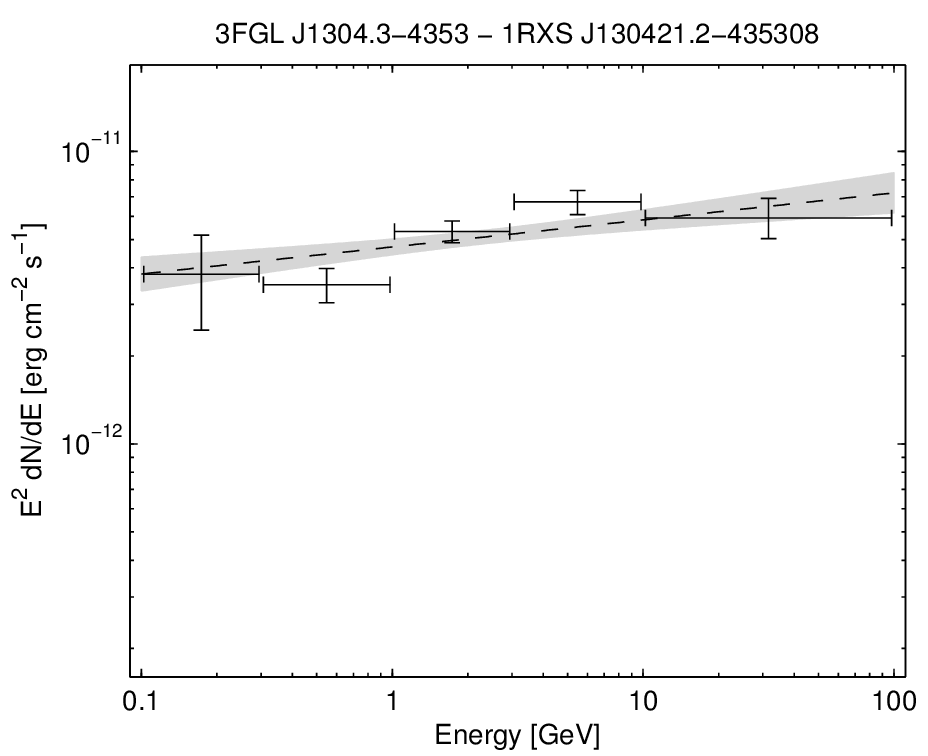 3FGL J1304.3−4353 − 1RXS J130421.2−435308
10⁻¹¹
10⁻¹²
E² dN/dE [erg cm⁻² s⁻¹]
0.1 1 10 100
Energy [GeV]